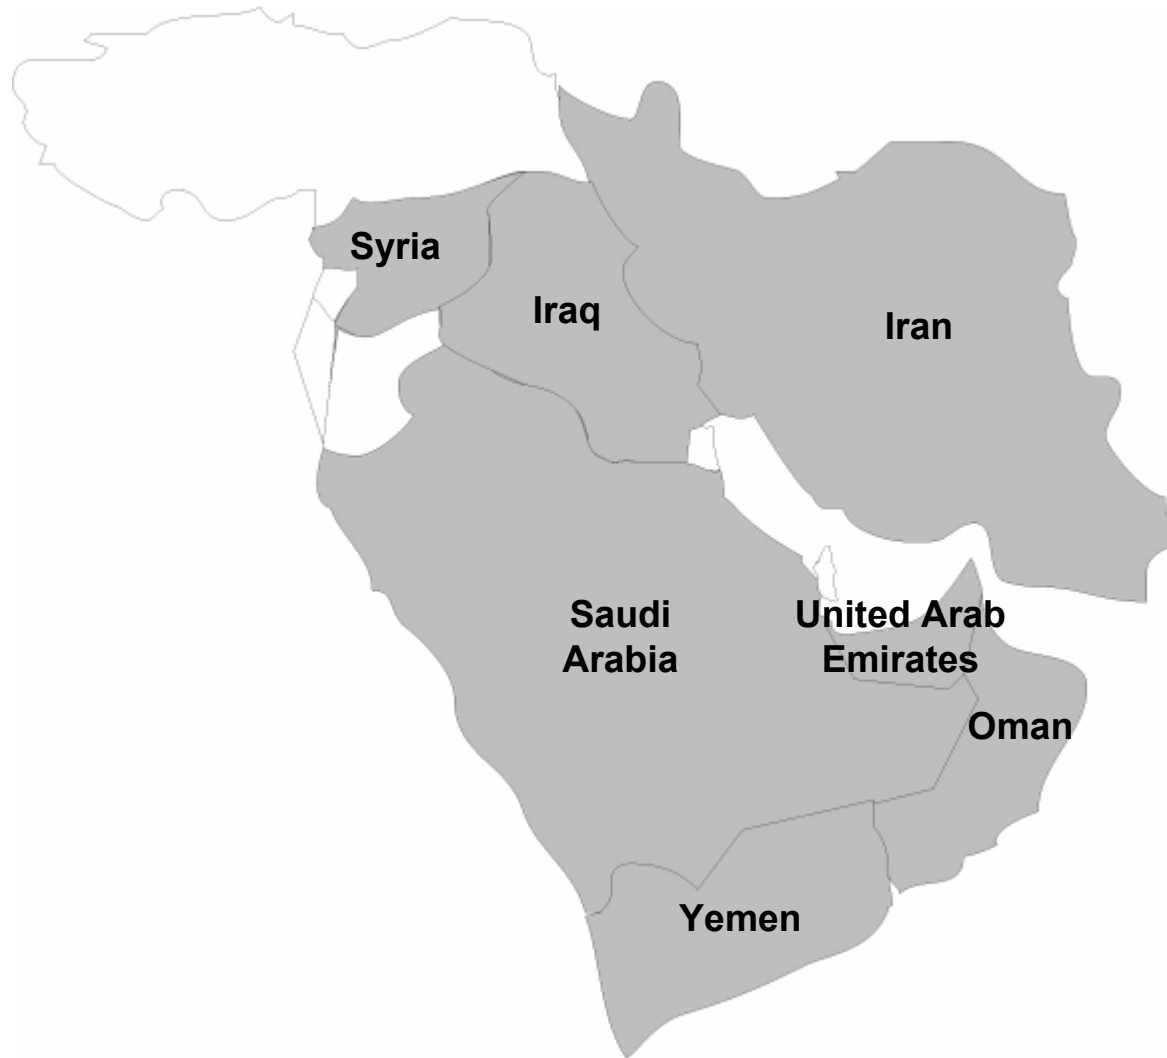 Syria
Iraq
Iran
Saudi
Arabia
United Arab
Emirates
Oman
Yemen